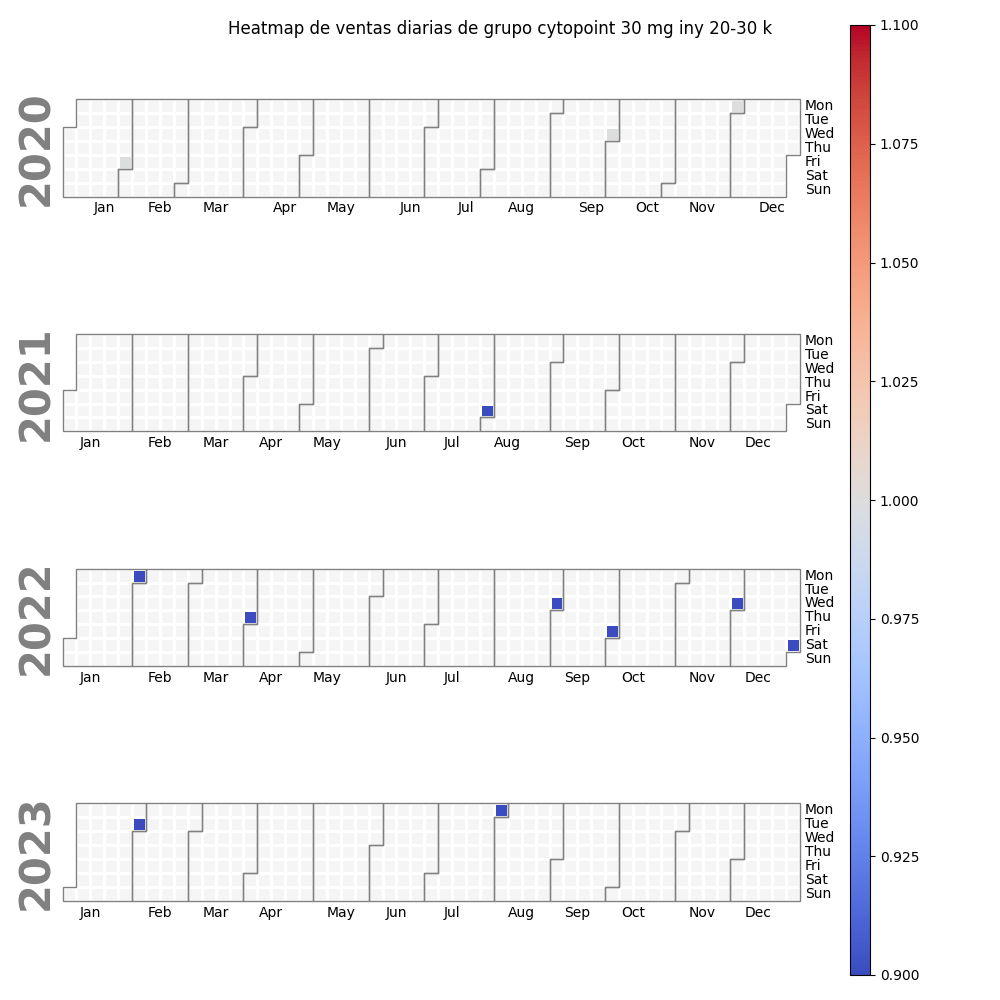 Heatmap de ventas diarias de grupo cytopoint 30 mg iny 20-30 k
2020
Mon
Tue
Wed
Thu
Fri
Sat
Sun
Jan Feb Mar Apr May Jun Jul Aug Sep Oct Nov Dec
2021
Mon
Tue
Wed
Thu
Fri
Sat
Sun
Jan Feb Mar Apr May Jun Jul Aug Sep Oct Nov Dec
2022
Mon
Tue
Wed
Thu
Fri
Sat
Sun
Jan Feb Mar Apr May Jun Jul Aug Sep Oct Nov Dec
2023
Mon
Tue
Wed
Thu
Fri
Sat
Sun
Jan Feb Mar Apr May Jun Jul Aug Sep Oct Nov Dec
1.100
1.075
1.050
1.025
1.000
0.975
0.950
0.925
0.900